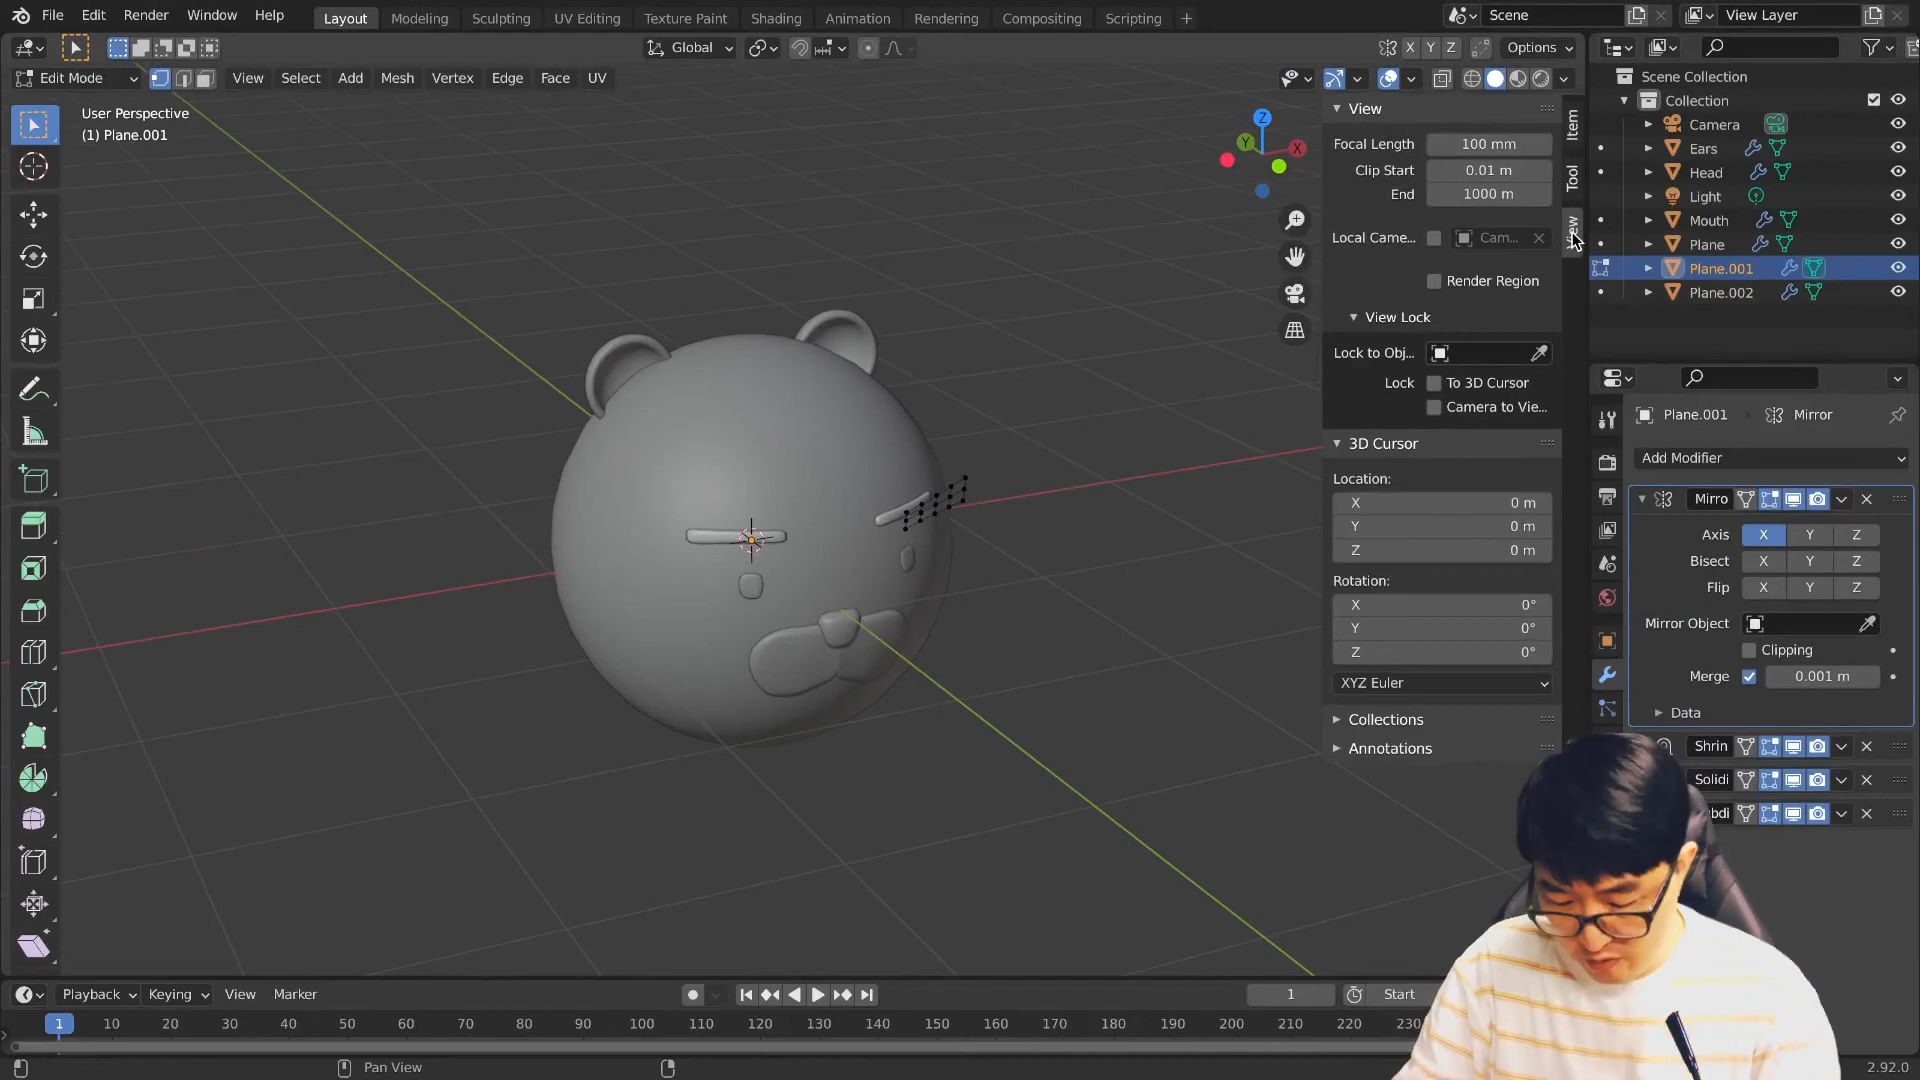 File Edit Render Window Help Layout Modeling Sculpting UV Editing Texture Paint Shading Animation Rendering Compositing Scripting + Scene View Layer
Global X Y Z Options
Edit Mode View Select Add Mesh Vertex Edge Face UV
User Perspective
(1) Plane.001
Z
Y
X
View
Focal Length 100 mm
Clip Start 0.01 m
End 1000 m
Local Came... Cam...
Render Region
View Lock
Lock to Obj...
Lock To 3D Cursor
Camera to Vie...
3D Cursor
Location:
X 0 m
Y 0 m
Z 0 m
Rotation:
X 0°
Y 0°
Z 0°
XYZ Euler
Collections
Annotations
Item
Tool
View
Scene Collection
Collection
Camera
Ears
Head
Light
Mouth
Plane
Plane.001
Plane.002
Plane.001 Mirror
Add Modifier
Mirro
Axis X Y Z
Bisect X Y Z
Flip X Y Z
Mirror Object
Clipping
Merge 0.001 m
Data
Shrin
Solidi
bdi
Playback Keying View Marker 1 Start
1 10 20 30 40 50 60 70 80 90 100 110 120 130 140 150 160 170 180 190 200 210 220 230
Pan View 2.92.0